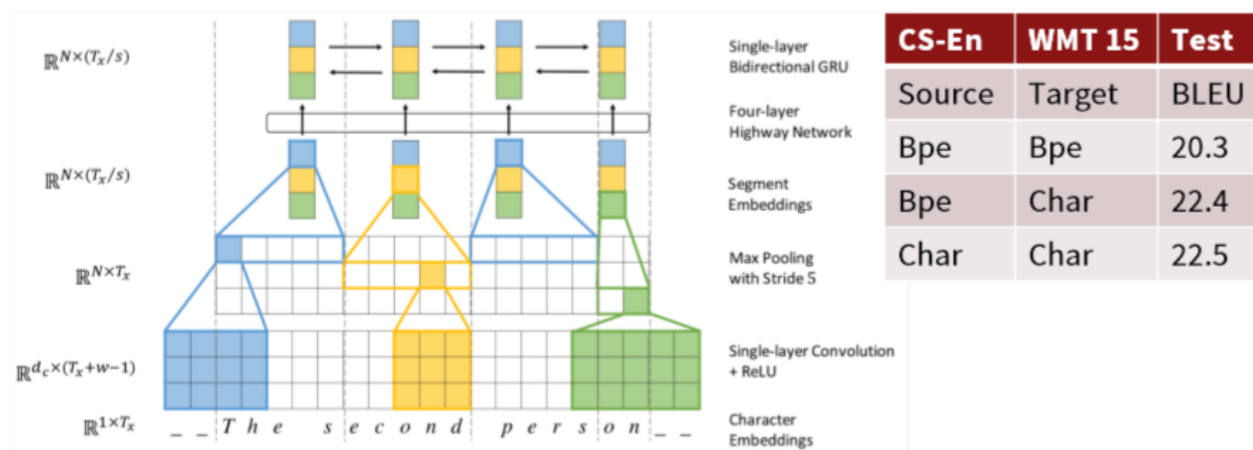 ℝ^{N×(T_x/s)}
Single-layer
Bidirectional GRU
Four-layer
Highway Network
ℝ^{N×(T_x/s)}
Segment
Embeddings
ℝ^{N×T_x}
Max Pooling
with Stride 5
ℝ^{d_c×(T_x+w−1)}
Single-layer Convolution
+ ReLU
ℝ^{1×T_x}
_ _ T h e s e c o n d p e r s o n _ _
Character
Embeddings
CS-En WMT 15 Test
Source Target BLEU
Bpe Bpe 20.3
Bpe Char 22.4
Char Char 22.5